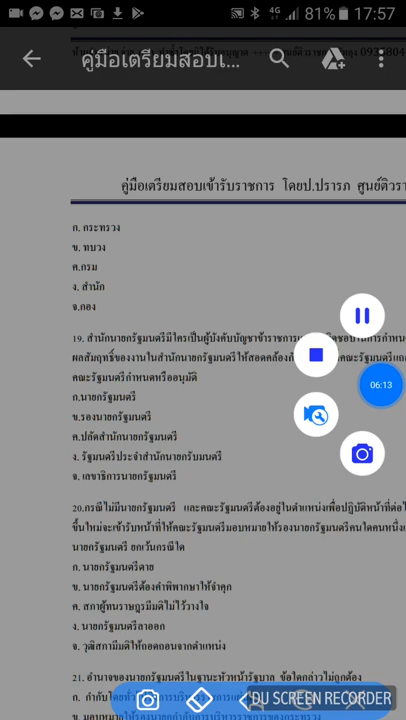 4G 81% 17:57
คู่มือเตรียมสอบเ...
คู่มือเตรียมสอบเข้ารับราชการ โดยป.ปรารภ ศูนย์ติวรา
ก. กระทรวง
ข. ทบวง
ค.กรม
ง. สำนัก
จ.กอง
19. สำนักนายกรัฐมนตรีมีใครเป็นผู้บังคับบัญชาข้าราชการ
ผลสัมฤทธิ์ของงานในสำนักนายกรัฐมนตรีให้สอดคล้องกั
คณะรัฐมนตรีกำหนดหรืออนุมัติ
ก.นายกรัฐมนตรี
ข.รองนายกรัฐมนตรี
06:13
ค.ปลัดสำนักนายกรัฐมนตรี
ง. รัฐมนตรีประจำสำนักนายกรับมนตรี
จ. เลขาธิการนายกรัฐมนตรี
20.กรณีไม่มีนายกรัฐมนตรี และคณะรัฐมนตรีต้องอยู่ในตำแหน่งเพื่อปฏิบัติหน้าที่ต่อไ
ขึ้นใหม่จะเข้ารับหน้าที่ให้คณะรัฐมนตรีมอบหมายให้รองนายกรัฐมนตรีคนใดคนหนึ่ง
นายกรัฐมนตรี ยกเว้นกรณีใด
ก. นายกรัฐมนตรีตาย
ข. นายกรัฐมนตรีต้องคำพิพากษาให้จำคุก
ค. สภาผู้ทนราษฎรมีมติไม่ไว้วางใจ
ง. นายกรัฐมนตรีลาออก
จ. วุฒิสภามีมติให้ถอดถอนจากตำแหน่ง
21. อำนาจของนายกรัฐมนตรีในฐานะหัวหน้ารัฐบาล ข้อใดกล่าวไม่ถูกต้อง
ก. กำกับโดยทั่วไป
DU SCREEN RECORDER